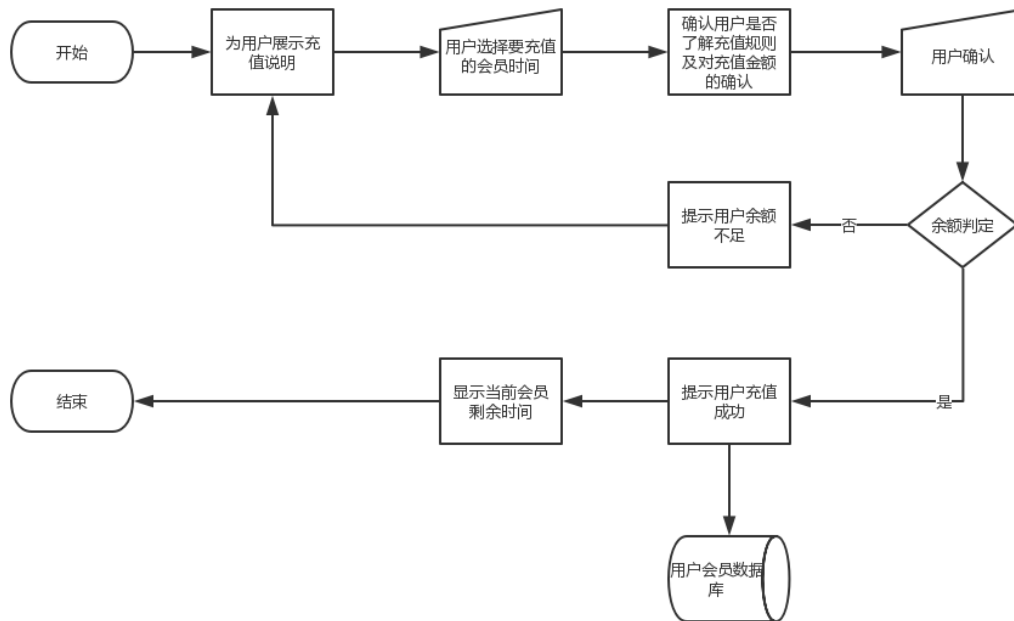 开始
为用户展示充
值说明
用户选择要充值
的会员时间
确认用户是否
了解充值规则
及对充值金额
的确认
用户确认
提示用户余额
不足
否
余额判定
结束
显示当前会员
剩余时间
提示用户充值
成功
是
用户会员数据
库